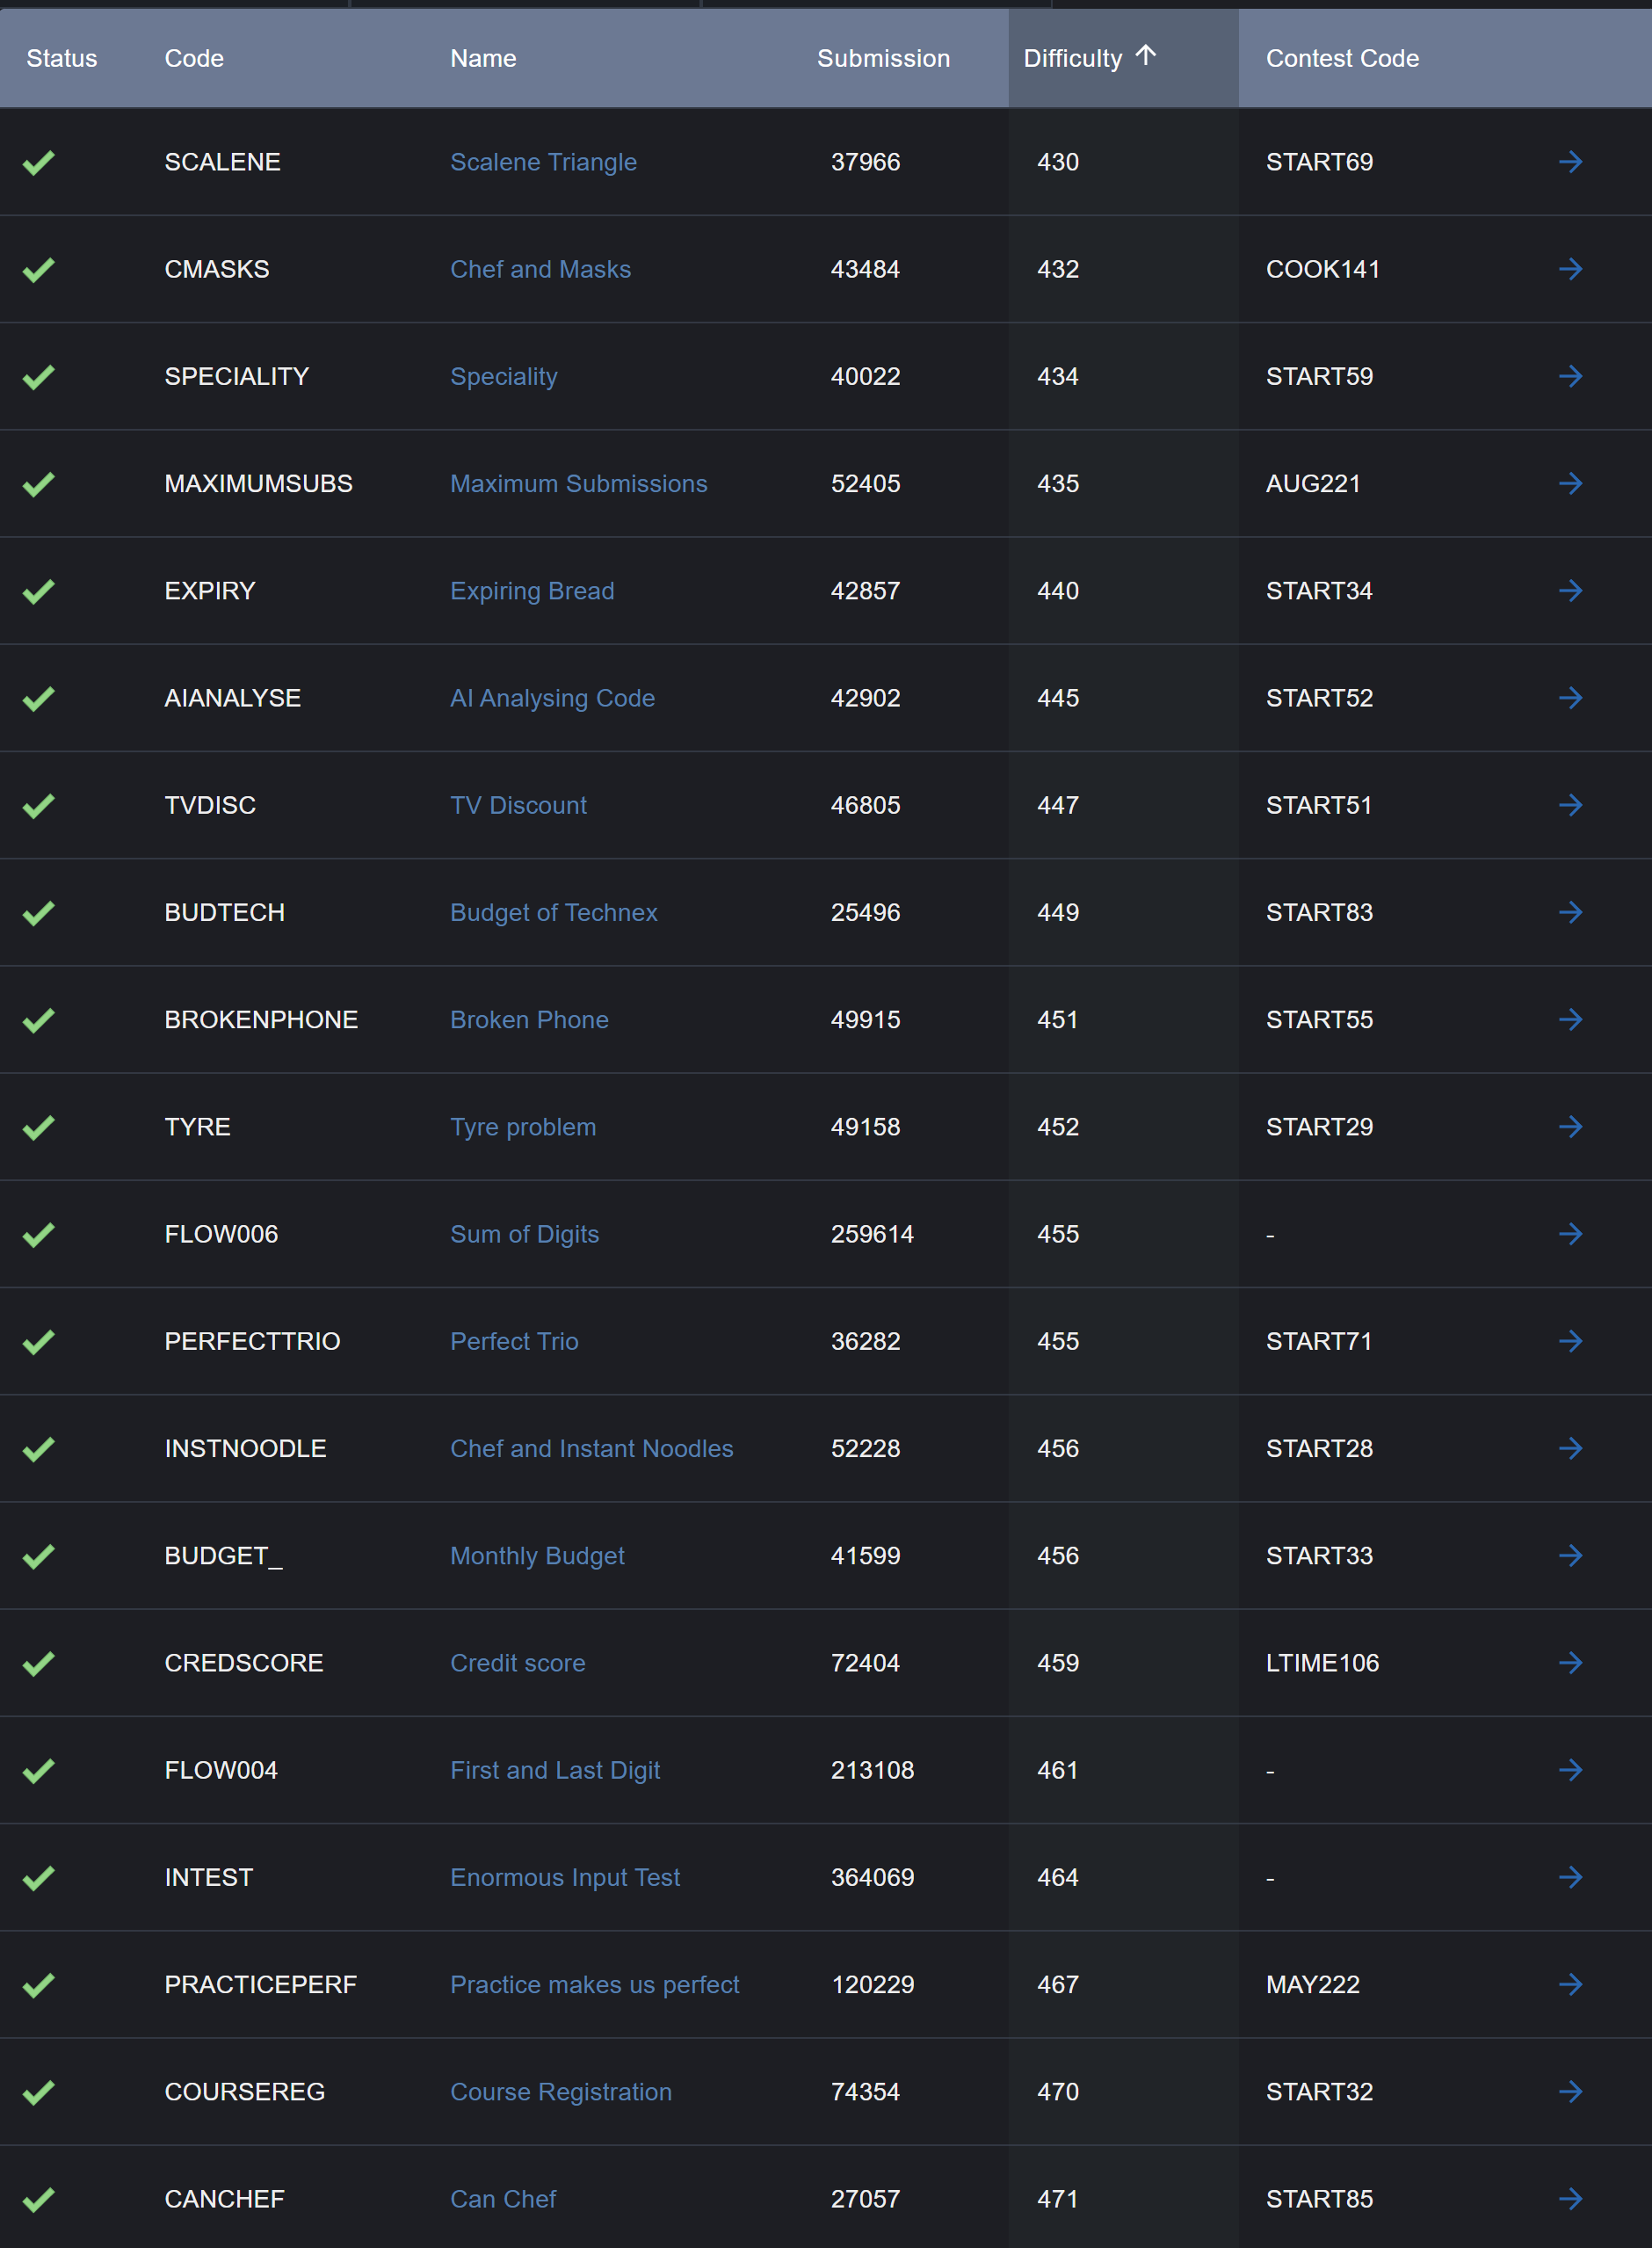 Status Code Name Submission Difficulty Contest Code
SCALENE Scalene Triangle 37966 430 START69
CMASKS Chef and Masks 43484 432 COOK141
SPECIALITY Speciality 40022 434 START59
MAXIMUMSUBS Maximum Submissions 52405 435 AUG221
EXPIRY Expiring Bread 42857 440 START34
AIANALYSE AI Analysing Code 42902 445 START52
TVDISC TV Discount 46805 447 START51
BUDTECH Budget of Technex 25496 449 START83
BROKENPHONE Broken Phone 49915 451 START55
TYRE Tyre problem 49158 452 START29
FLOW006 Sum of Digits 259614 455 -
PERFECTTRIO Perfect Trio 36282 455 START71
INSTNOODLE Chef and Instant Noodles 52228 456 START28
BUDGET_ Monthly Budget 41599 456 START33
CREDSCORE Credit score 72404 459 LTIME106
FLOW004 First and Last Digit 213108 461 -
INTEST Enormous Input Test 364069 464 -
PRACTICEPERF Practice makes us perfect 120229 467 MAY222
COURSEREG Course Registration 74354 470 START32
CANCHEF Can Chef 27057 471 START85